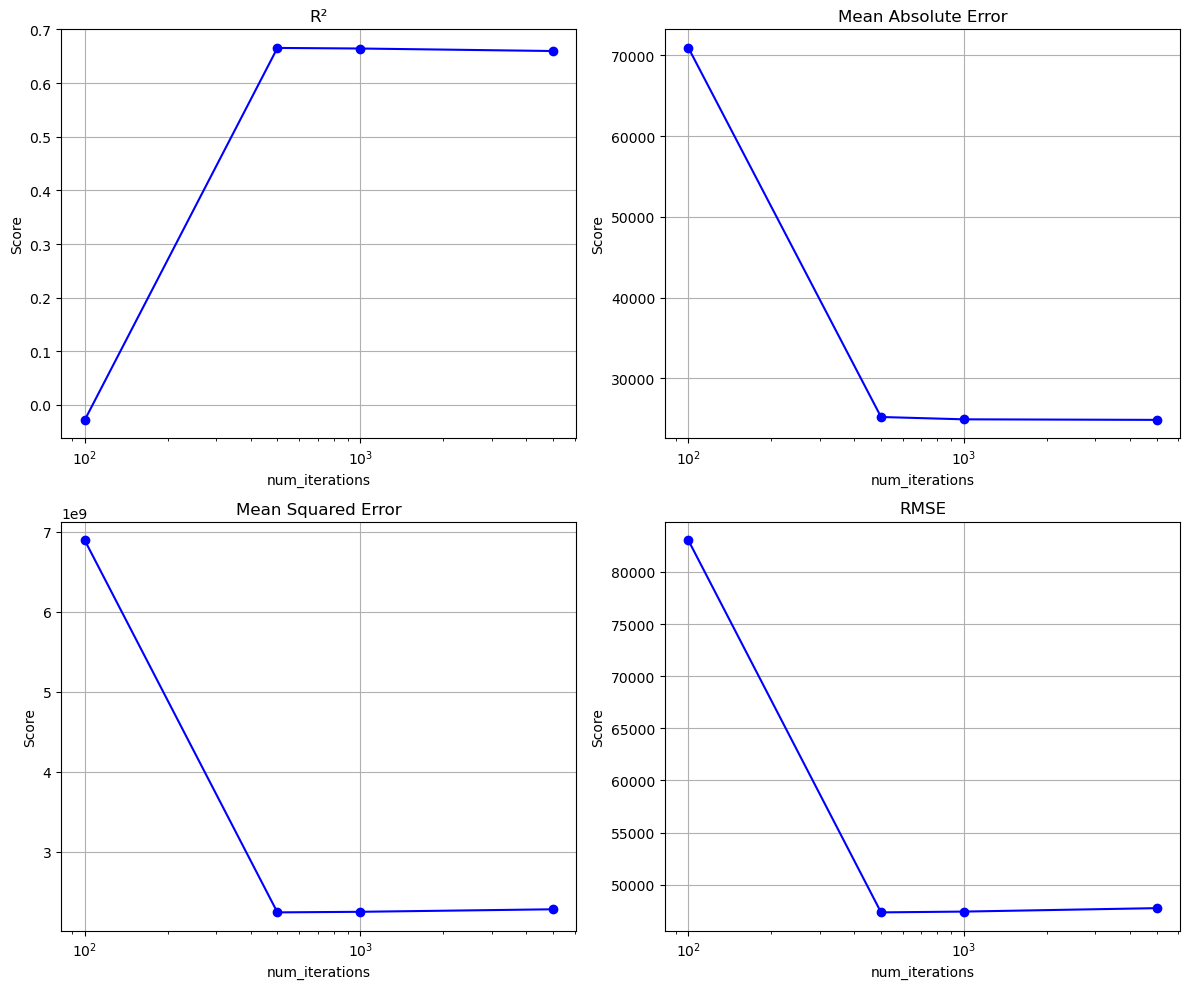 R²
0.7
0.6
0.5
0.4
0.3
0.2
0.1
0.0
Score
10²
10³
num_iterations
Mean Absolute Error
70000
60000
50000
40000
30000
Score
10²
10³
num_iterations
Mean Squared Error
1e9
7
6
5
4
3
Score
10²
10³
num_iterations
RMSE
80000
75000
70000
65000
60000
55000
50000
Score
10²
10³
num_iterations